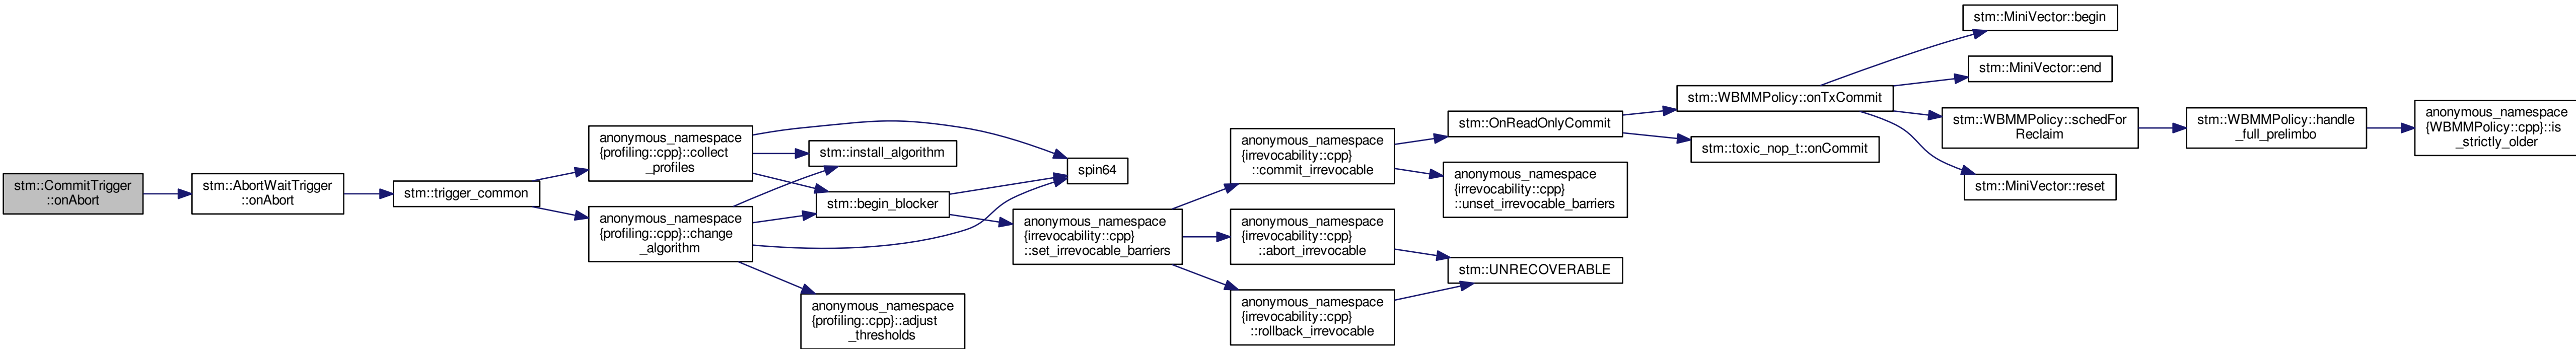 stm::CommitTrigger
::onAbort
stm::AbortWaitTrigger
::onAbort
stm::trigger_common
anonymous_namespace
{profiling::cpp}::collect
_profiles
anonymous_namespace
{profiling::cpp}::change
_algorithm
stm::install_algorithm
stm::begin_blocker
anonymous_namespace
{profiling::cpp}::adjust
_thresholds
spin64
anonymous_namespace
{irrevocability::cpp}
::set_irrevocable_barriers
anonymous_namespace
{irrevocability::cpp}
::commit_irrevocable
anonymous_namespace
{irrevocability::cpp}
::abort_irrevocable
anonymous_namespace
{irrevocability::cpp}
::rollback_irrevocable
stm::OnReadOnlyCommit
anonymous_namespace
{irrevocability::cpp}
::unset_irrevocable_barriers
stm::UNRECOVERABLE
stm::WBMMPolicy::onTxCommit
stm::toxic_nop_t::onCommit
stm::MiniVector::begin
stm::MiniVector::end
stm::WBMMPolicy::schedFor
Reclaim
stm::MiniVector::reset
stm::WBMMPolicy::handle
_full_prelimbo
anonymous_namespace
{WBMMPolicy::cpp}::is
_strictly_older